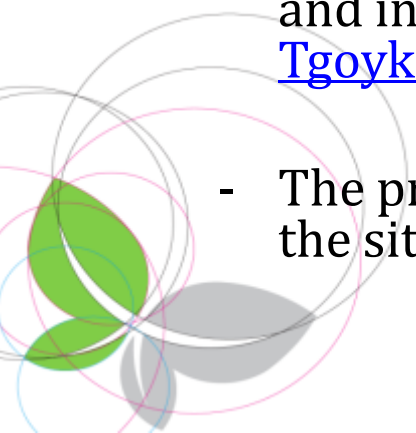 and in
Tgoyk
- The pr
the sit